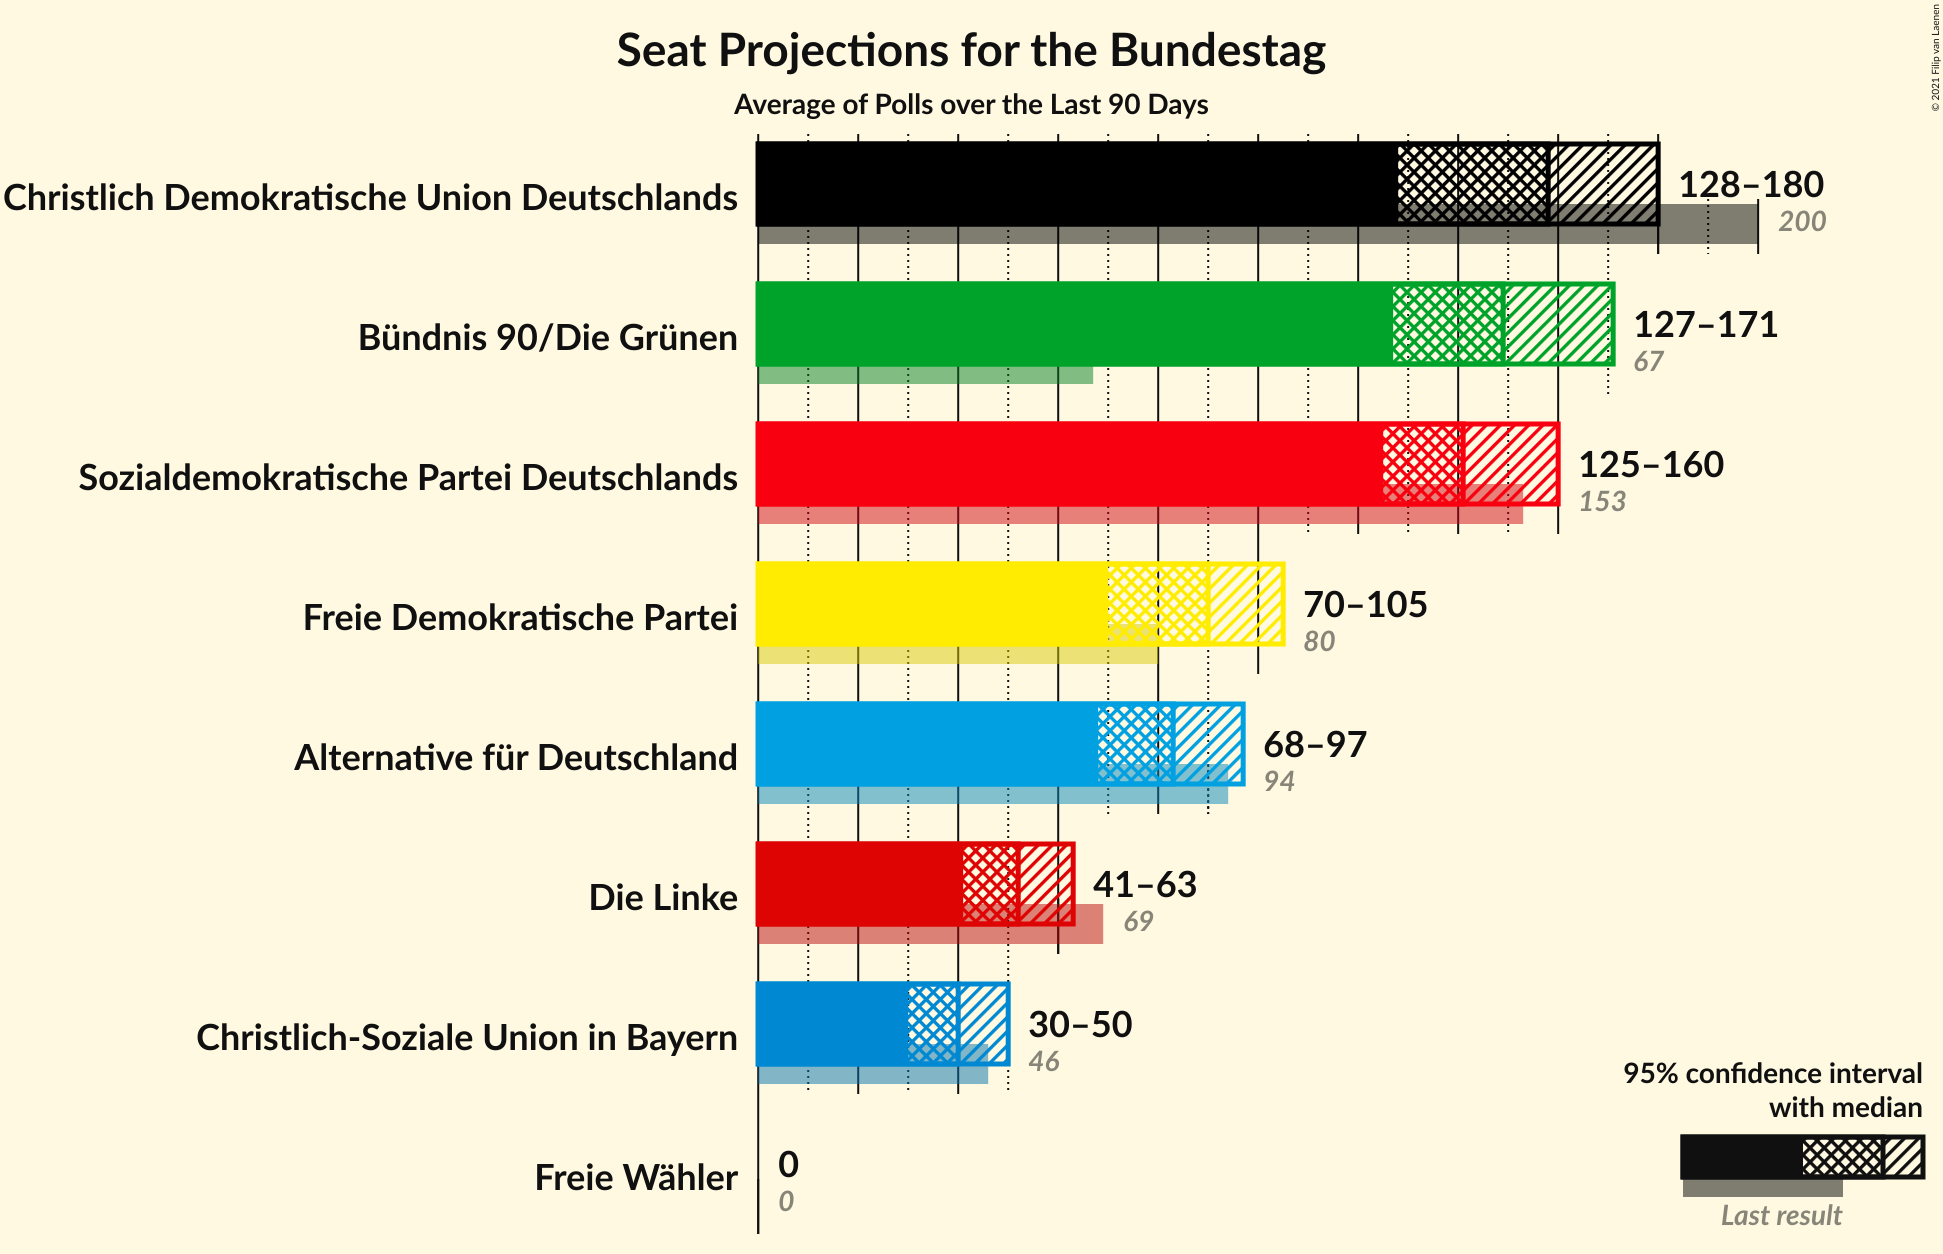 Seat Projections for the Bundestag
Average of Polls over the Last 90 Days
© 2021 Filip van Laenen
Christlich Demokratische Union Deutschlands
128–180
200
Bündnis 90/Die Grünen
127–171
67
Sozialdemokratische Partei Deutschlands
125–160
153
Freie Demokratische Partei
70–105
80
Alternative für Deutschland
68–97
94
Die Linke
41–63
69
Christlich-Soziale Union in Bayern
30–50
46
Freie Wähler
0
0
95% confidence interval
with median
Last result